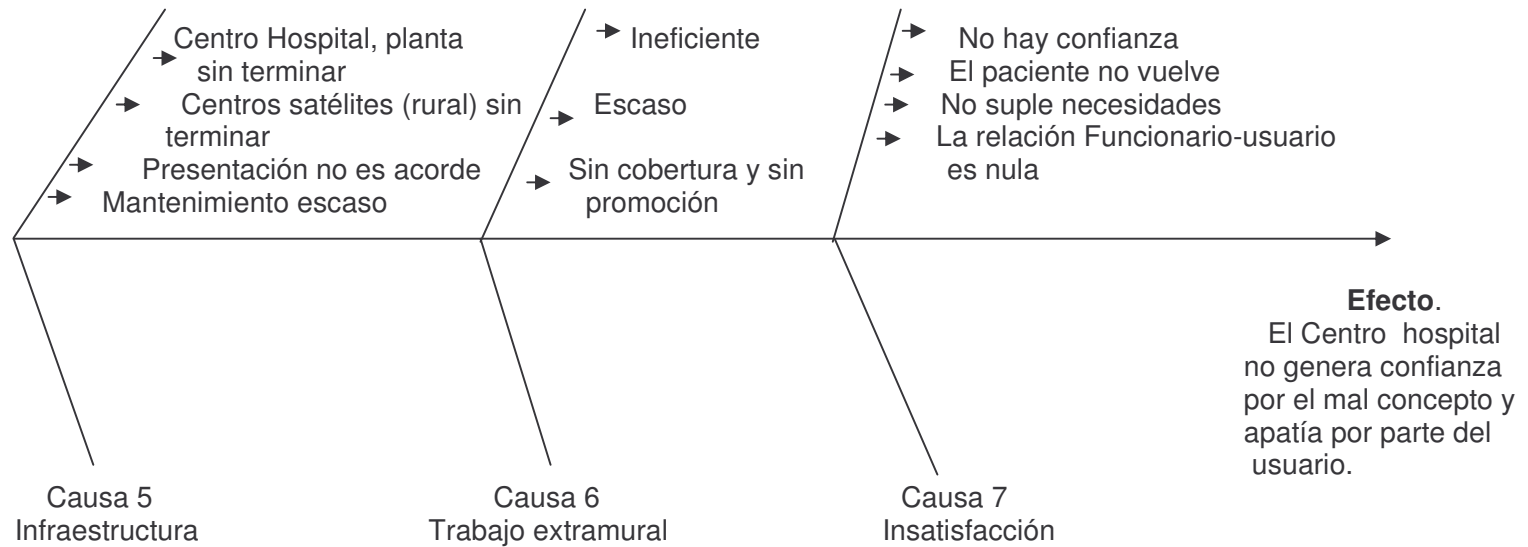 Centro Hospital, planta
sin terminar
Centros satélites (rural) sin
terminar
Presentación no es acorde
Mantenimiento escaso
Ineficiente
Escaso
Sin cobertura y sin
promoción
No hay confianza
El paciente no vuelve
No suple necesidades
La relación Funcionario-usuario
es nula
Efecto.
El Centro hospital
no genera confianza
por el mal concepto y
apatía por parte del
usuario.
Causa 5
Infraestructura
Causa 6
Trabajo extramural
Causa 7
Insatisfacción